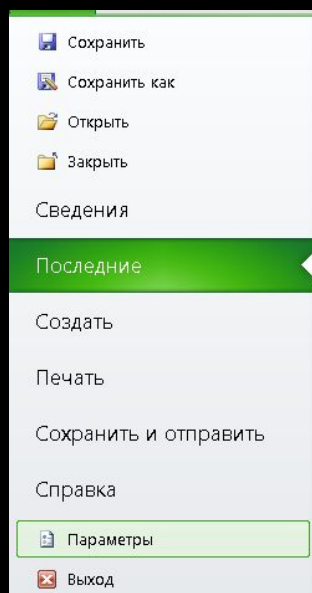 Сохранить
Сохранить как
Открыть
Закрыть
Сведения
Последние
Создать
Печать
Сохранить и отправить
Справка
Параметры
Выход